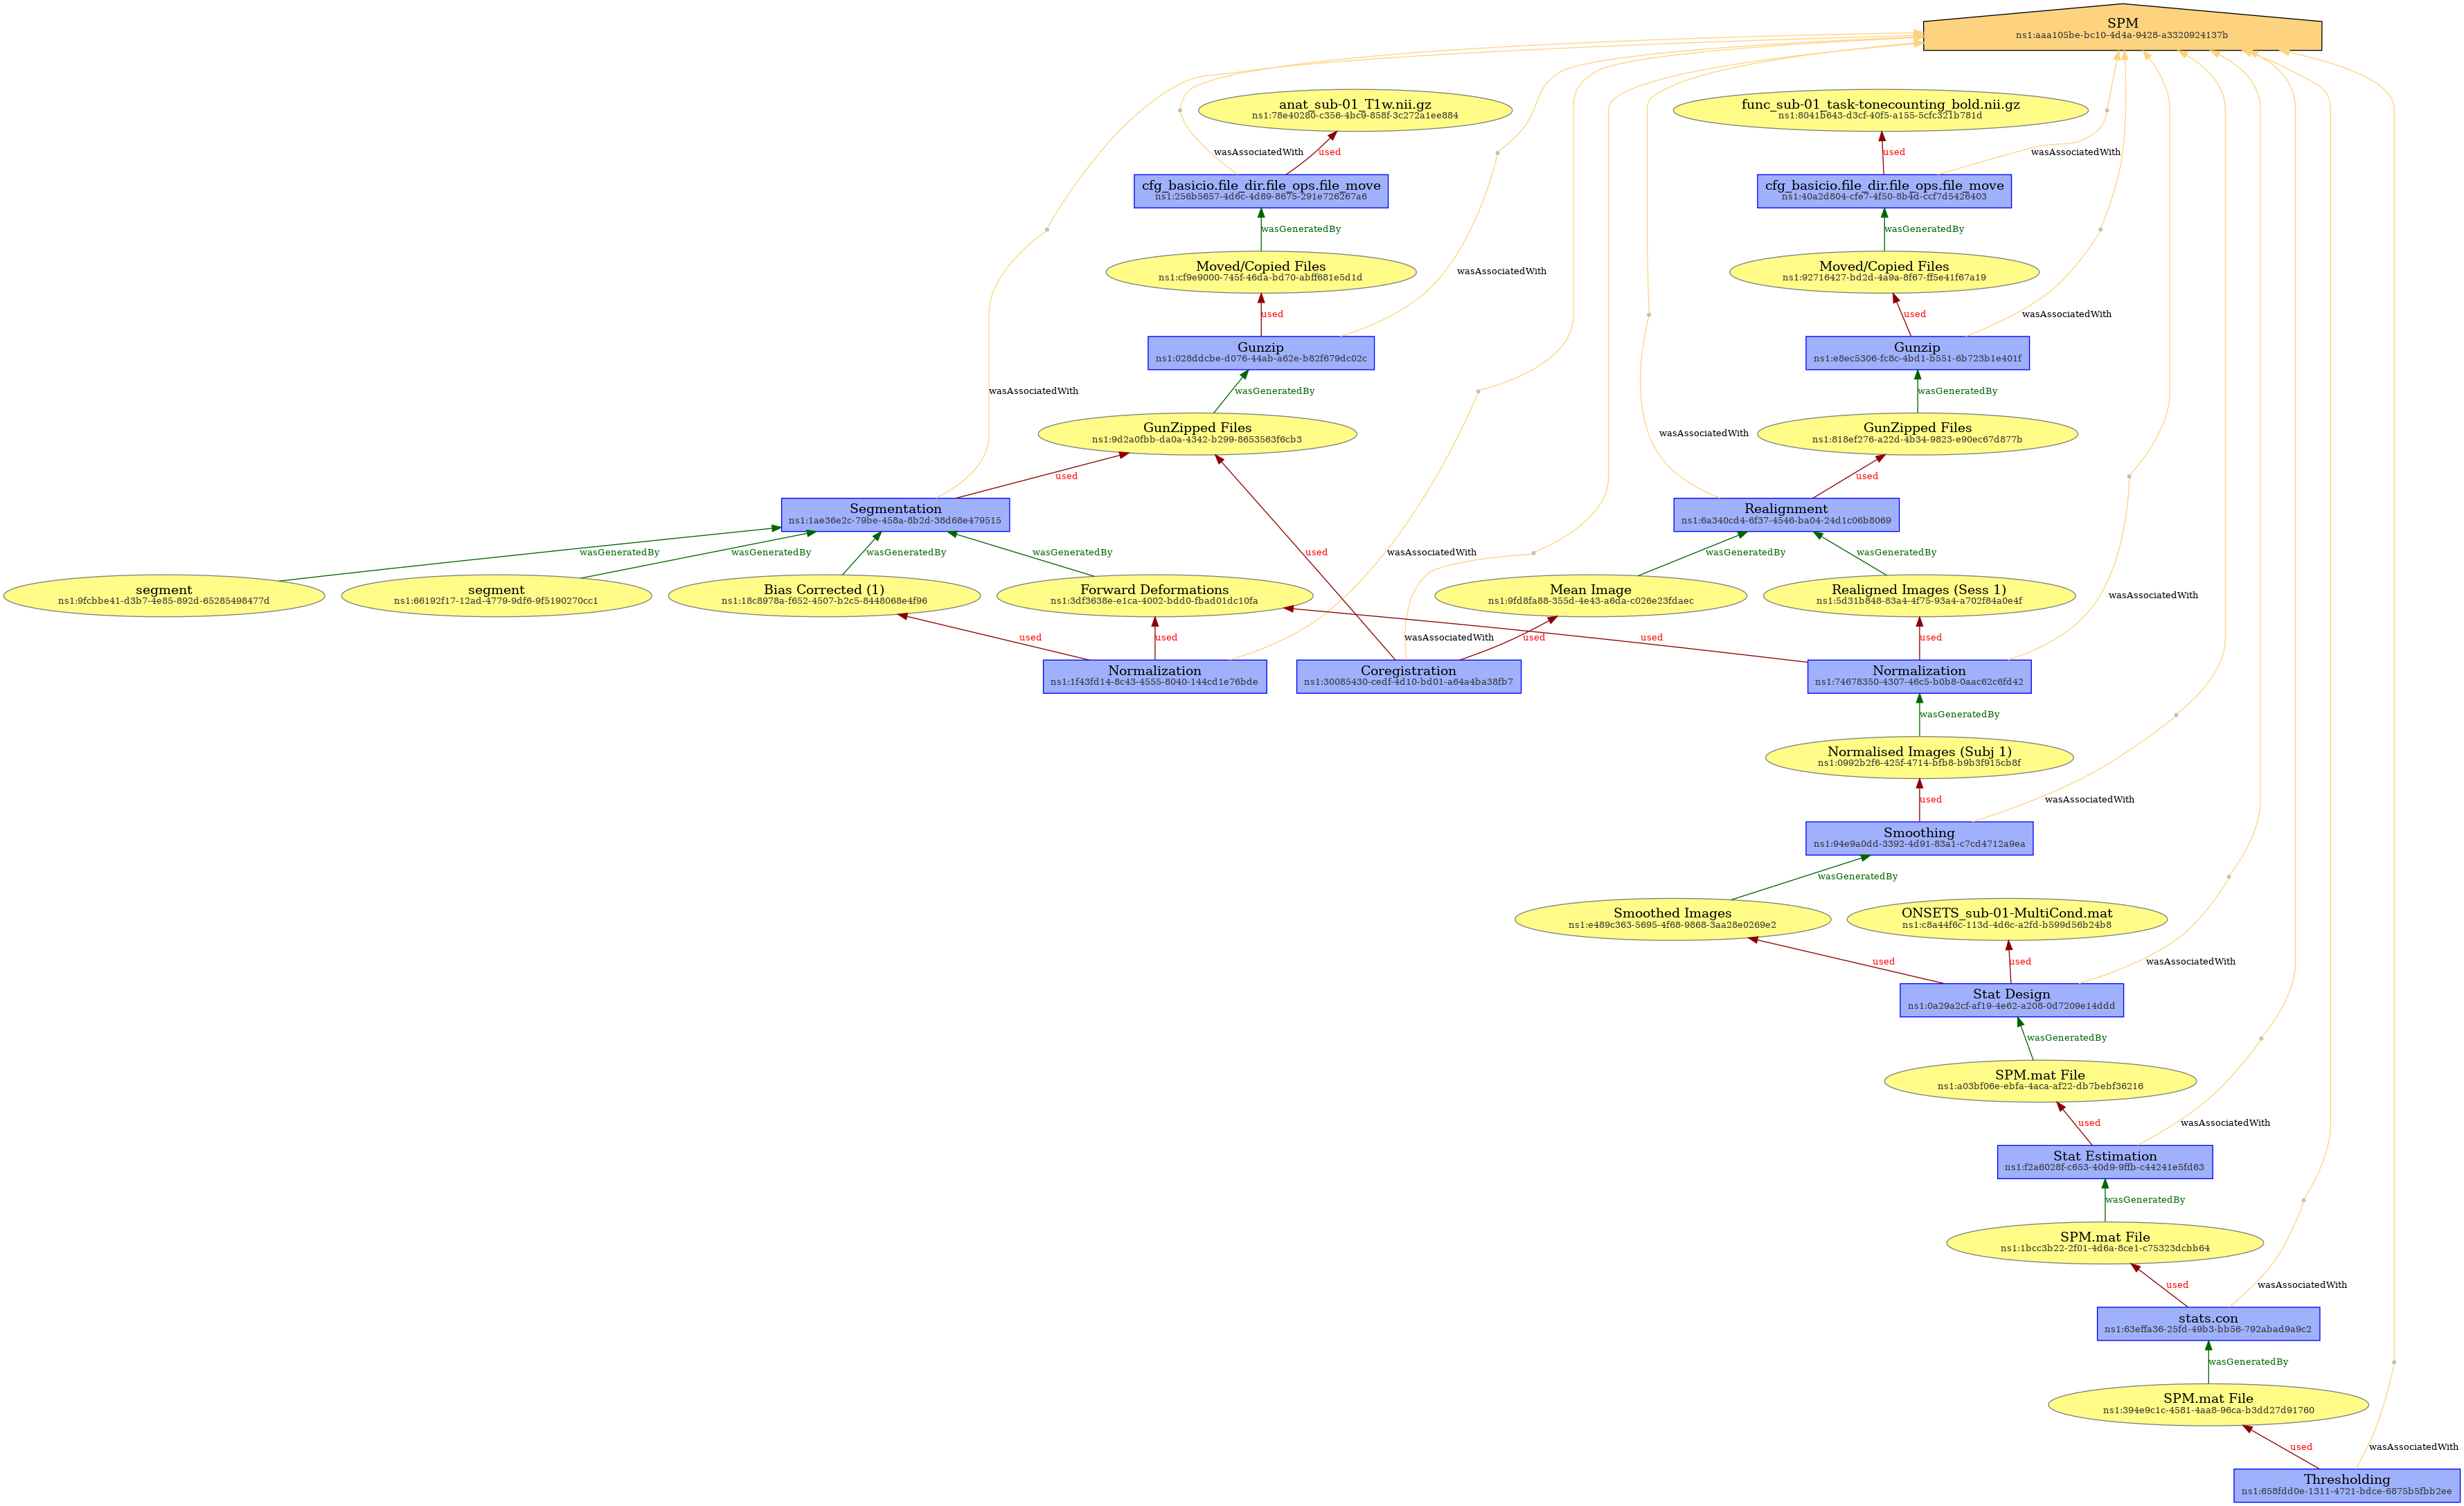 SPM
ns1:aaa105be-bc10-4d4a-9428-a3320924137b
anat_sub-01_T1w.nii.gz
ns1:78e40280-c356-4bc9-858f-3c272a1ee884
func_sub-01_task-tonecounting_bold.nii.gz
ns1:8041b643-d3cf-40f5-a155-5cfc321b781d
wasAssociatedWith
used
used
wasAssociatedWith
cfg_basicio.file_dir.file_ops.file_move
ns1:256b5657-4d6c-4d89-8675-291e726267a6
cfg_basicio.file_dir.file_ops.file_move
ns1:40a2d804-cfe7-4f50-8b4d-ccf7d5426403
wasGeneratedBy
wasGeneratedBy
Moved/Copied Files
ns1:cf9e9000-745f-46da-bd70-abff681e5d1d
wasAssociatedWith
Moved/Copied Files
ns1:92716427-bd2d-4a9a-8f67-ff5e41f67a19
used
used
wasAssociatedWith
Gunzip
ns1:028ddcbe-d076-44ab-a62e-b82f679dc02c
Gunzip
ns1:e8ec5306-fc8c-4bd1-b551-6b723b1e401f
wasAssociatedWith
wasGeneratedBy
wasGeneratedBy
GunZipped Files
ns1:9d2a0fbb-da0a-4342-b299-8653563f6cb3
wasAssociatedWith
GunZipped Files
ns1:818ef276-a22d-4b34-9823-e90ec67d877b
used
used
Segmentation
ns1:1ae36e2c-79be-458a-8b2d-38d68e479515
Realignment
ns1:6a340cd4-6f37-4546-ba04-24d1c06b8069
wasGeneratedBy
wasGeneratedBy
wasGeneratedBy
wasGeneratedBy
used
wasAssociatedWith
wasGeneratedBy
wasGeneratedBy
segment
ns1:9fcbbe41-d3b7-4e85-892d-65285498477d
segment
ns1:66192f17-12ad-4779-9df6-9f5190270cc1
Bias Corrected (1)
ns1:18c8978a-f652-4507-b2c5-8448068e4f96
Forward Deformations
ns1:3df3638e-e1ca-4002-bdd0-fbad01dc10fa
Mean Image
ns1:9fd8fa88-355d-4e43-a6da-c026e23fdaec
Realigned Images (Sess 1)
ns1:5d31b848-83a4-4f75-93a4-a702f84a0e4f
wasAssociatedWith
used
used
wasAssociatedWith
used
used
used
Normalization
ns1:1f43fd14-8c43-4555-8040-144cd1e76bde
Coregistration
ns1:30085430-cedf-4d10-bd01-a64a4ba38fb7
Normalization
ns1:74678350-4307-46c5-b0b8-0aac62c6fd42
wasGeneratedBy
Normalised Images (Subj 1)
ns1:0992b2f6-425f-4714-bfb8-b9b3f915cb8f
used
wasAssociatedWith
Smoothing
ns1:94e9a0dd-3392-4d91-83a1-c7cd4712a9ea
wasGeneratedBy
Smoothed Images
ns1:e489c363-5695-4f68-9868-3aa28e0269e2
ONSETS_sub-01-MultiCond.mat
ns1:c8a44f6c-113d-4d6c-a2fd-b599d56b24b8
used
used
wasAssociatedWith
Stat Design
ns1:0a29a2cf-af19-4e62-a208-0d7209e14ddd
wasGeneratedBy
SPM.mat File
ns1:a03bf06e-ebfa-4aca-af22-db7bebf36216
used
wasAssociatedWith
Stat Estimation
ns1:f2a6028f-c653-40d9-9ffb-c44241e5fd63
wasGeneratedBy
SPM.mat File
ns1:1bcc3b22-2f01-4d6a-8ce1-c75323dcbb64
used
wasAssociatedWith
stats.con
ns1:63effa36-25fd-49b3-bb56-792abad9a9c2
wasGeneratedBy
SPM.mat File
ns1:394e9c1c-4581-4aa8-96ca-b3dd27d91760
used
wasAssociatedWith
Thresholding
ns1:658fdd0e-1311-4721-bdce-6875b5fbb2ee